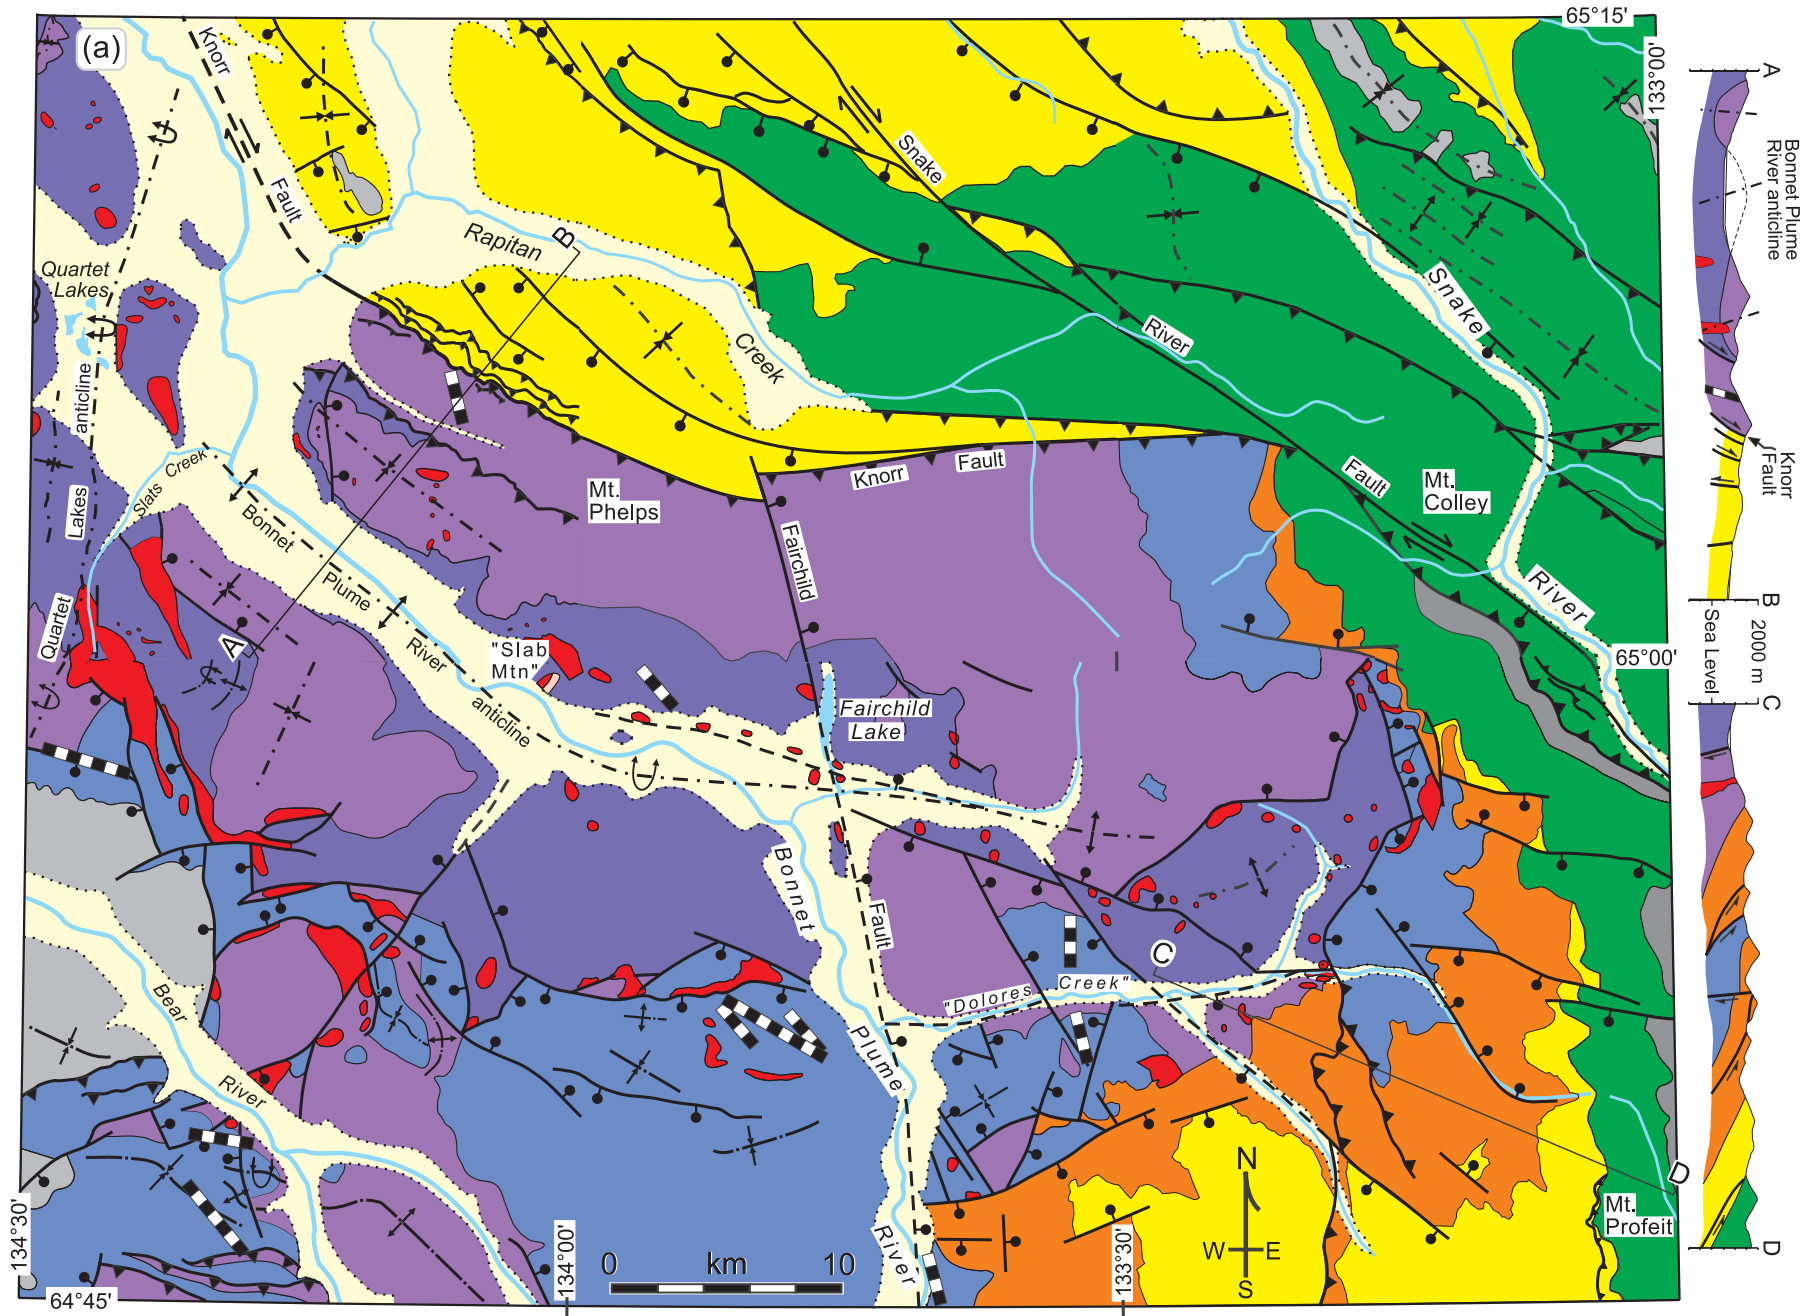 (a)
65°15'
133°00'
Knorr
Fault
Snake
Rapitan
B
Quartet
Lakes
Creek
Snake
River
anticline
Slats Creek
Lakes
Quartet
Bonnet
Plume
River
anticline
A
Mt.
Phelps
Knorr
Fault
Fairchild
Fault
Mt.
Colley
River
65°00'
"Slab
Mtn"
Fairchild
Lake
Bonnet
Fault
C
"Dolores
Creek"
Bear
River
Plume
River
D
Mt.
Profeit
N
W
E
S
0
km
10
134°30'
64°45'
134°00'
133°30'
A
Bonnet Plume
River anticline
Knorr
Fault
B
2000 m
Sea Level
C
D